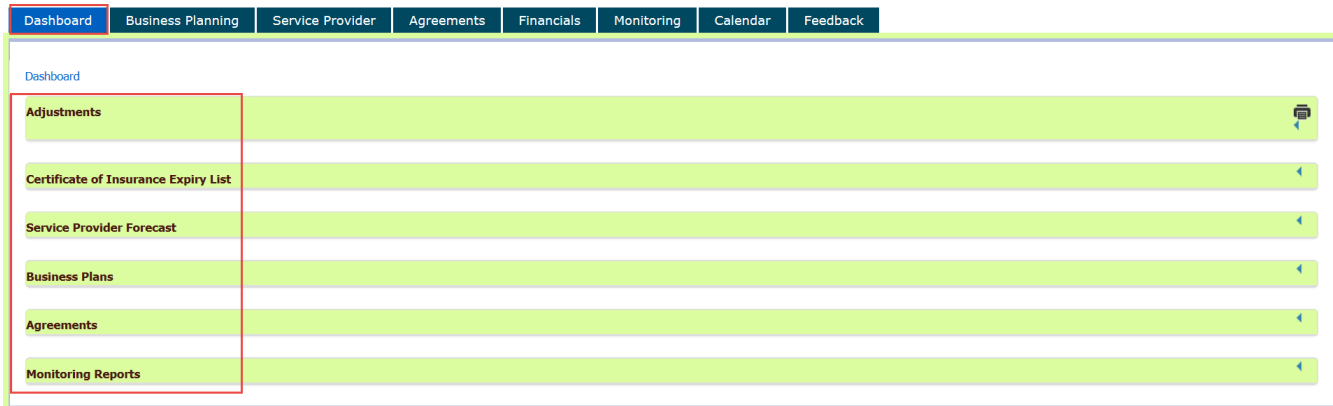 Dashboard Business Planning Service Provider Agreements Financials Monitoring Calendar Feedback
Dashboard
Adjustments
Certificate of Insurance Expiry List
Service Provider Forecast
Business Plans
Agreements
Monitoring Reports